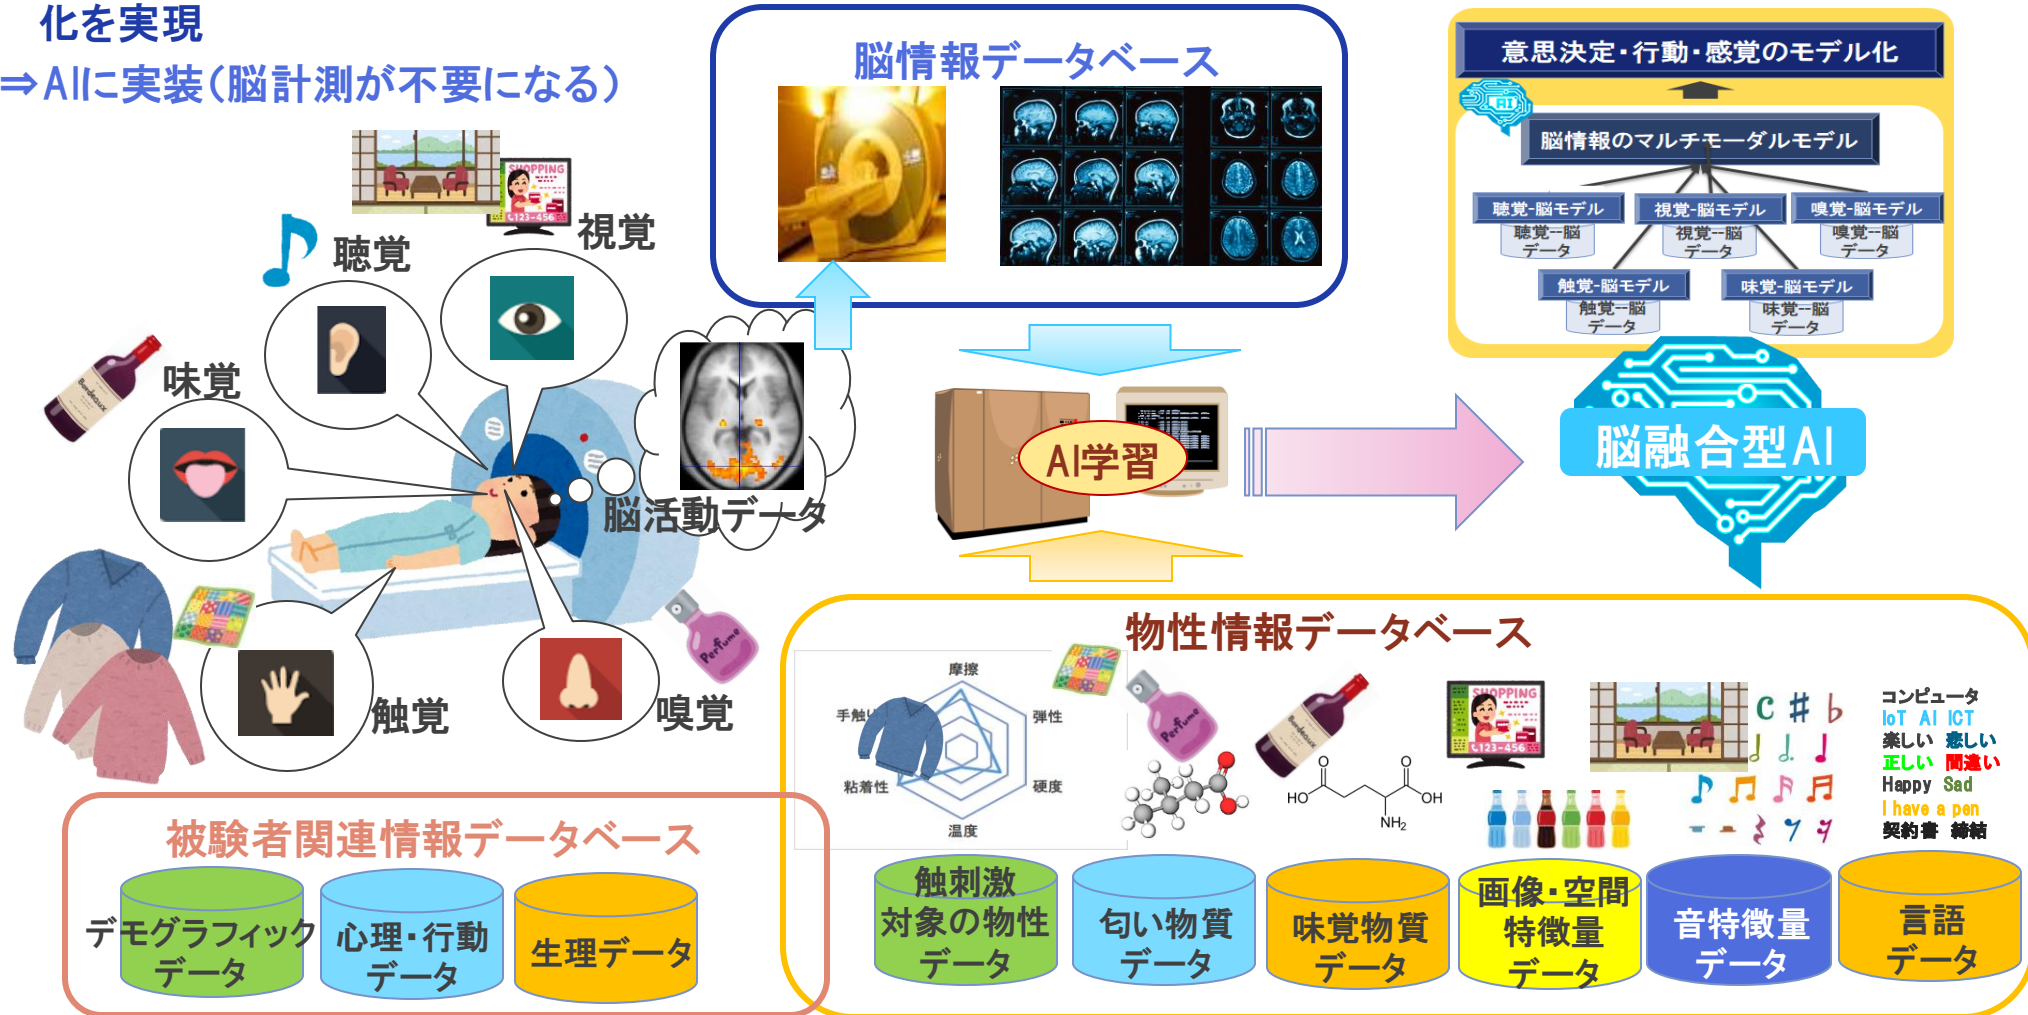 化を実現
⇒AIに実装（脳計測が不要になる）
脳情報データベース
意思決定・行動・感覚のモデル化
AI
脳情報のマルチモーダルモデル
聴覚-脳モデル
聴覚--脳
データ
視覚-脳モデル
視覚--脳
データ
嗅覚-脳モデル
嗅覚--脳
データ
触覚-脳モデル
触覚--脳
データ
味覚-脳モデル
味覚--脳
データ
SHOPPING
123-456
視覚
聴覚
味覚
Bordeaux
脳活動データ
触覚
嗅覚
Perfume
AI学習
脳融合型AI
物性情報データベース
摩擦
手触り
弾性
粘着性
硬度
温度
Perfume
Bordeaux
O
O
HO
OH
NH2
SHOPPING
123-456
コンピュータ
IoT AI ICT
楽しい 悲しい
正しい 間違い
Happy Sad
I have a pen
契約書 締結
被験者関連情報データベース
デモグラフィック
データ
心理・行動
データ
生理データ
触刺激
対象の物性
データ
匂い物質
データ
味覚物質
データ
画像・空間
特徴量
データ
音特徴量
データ
言語
データ